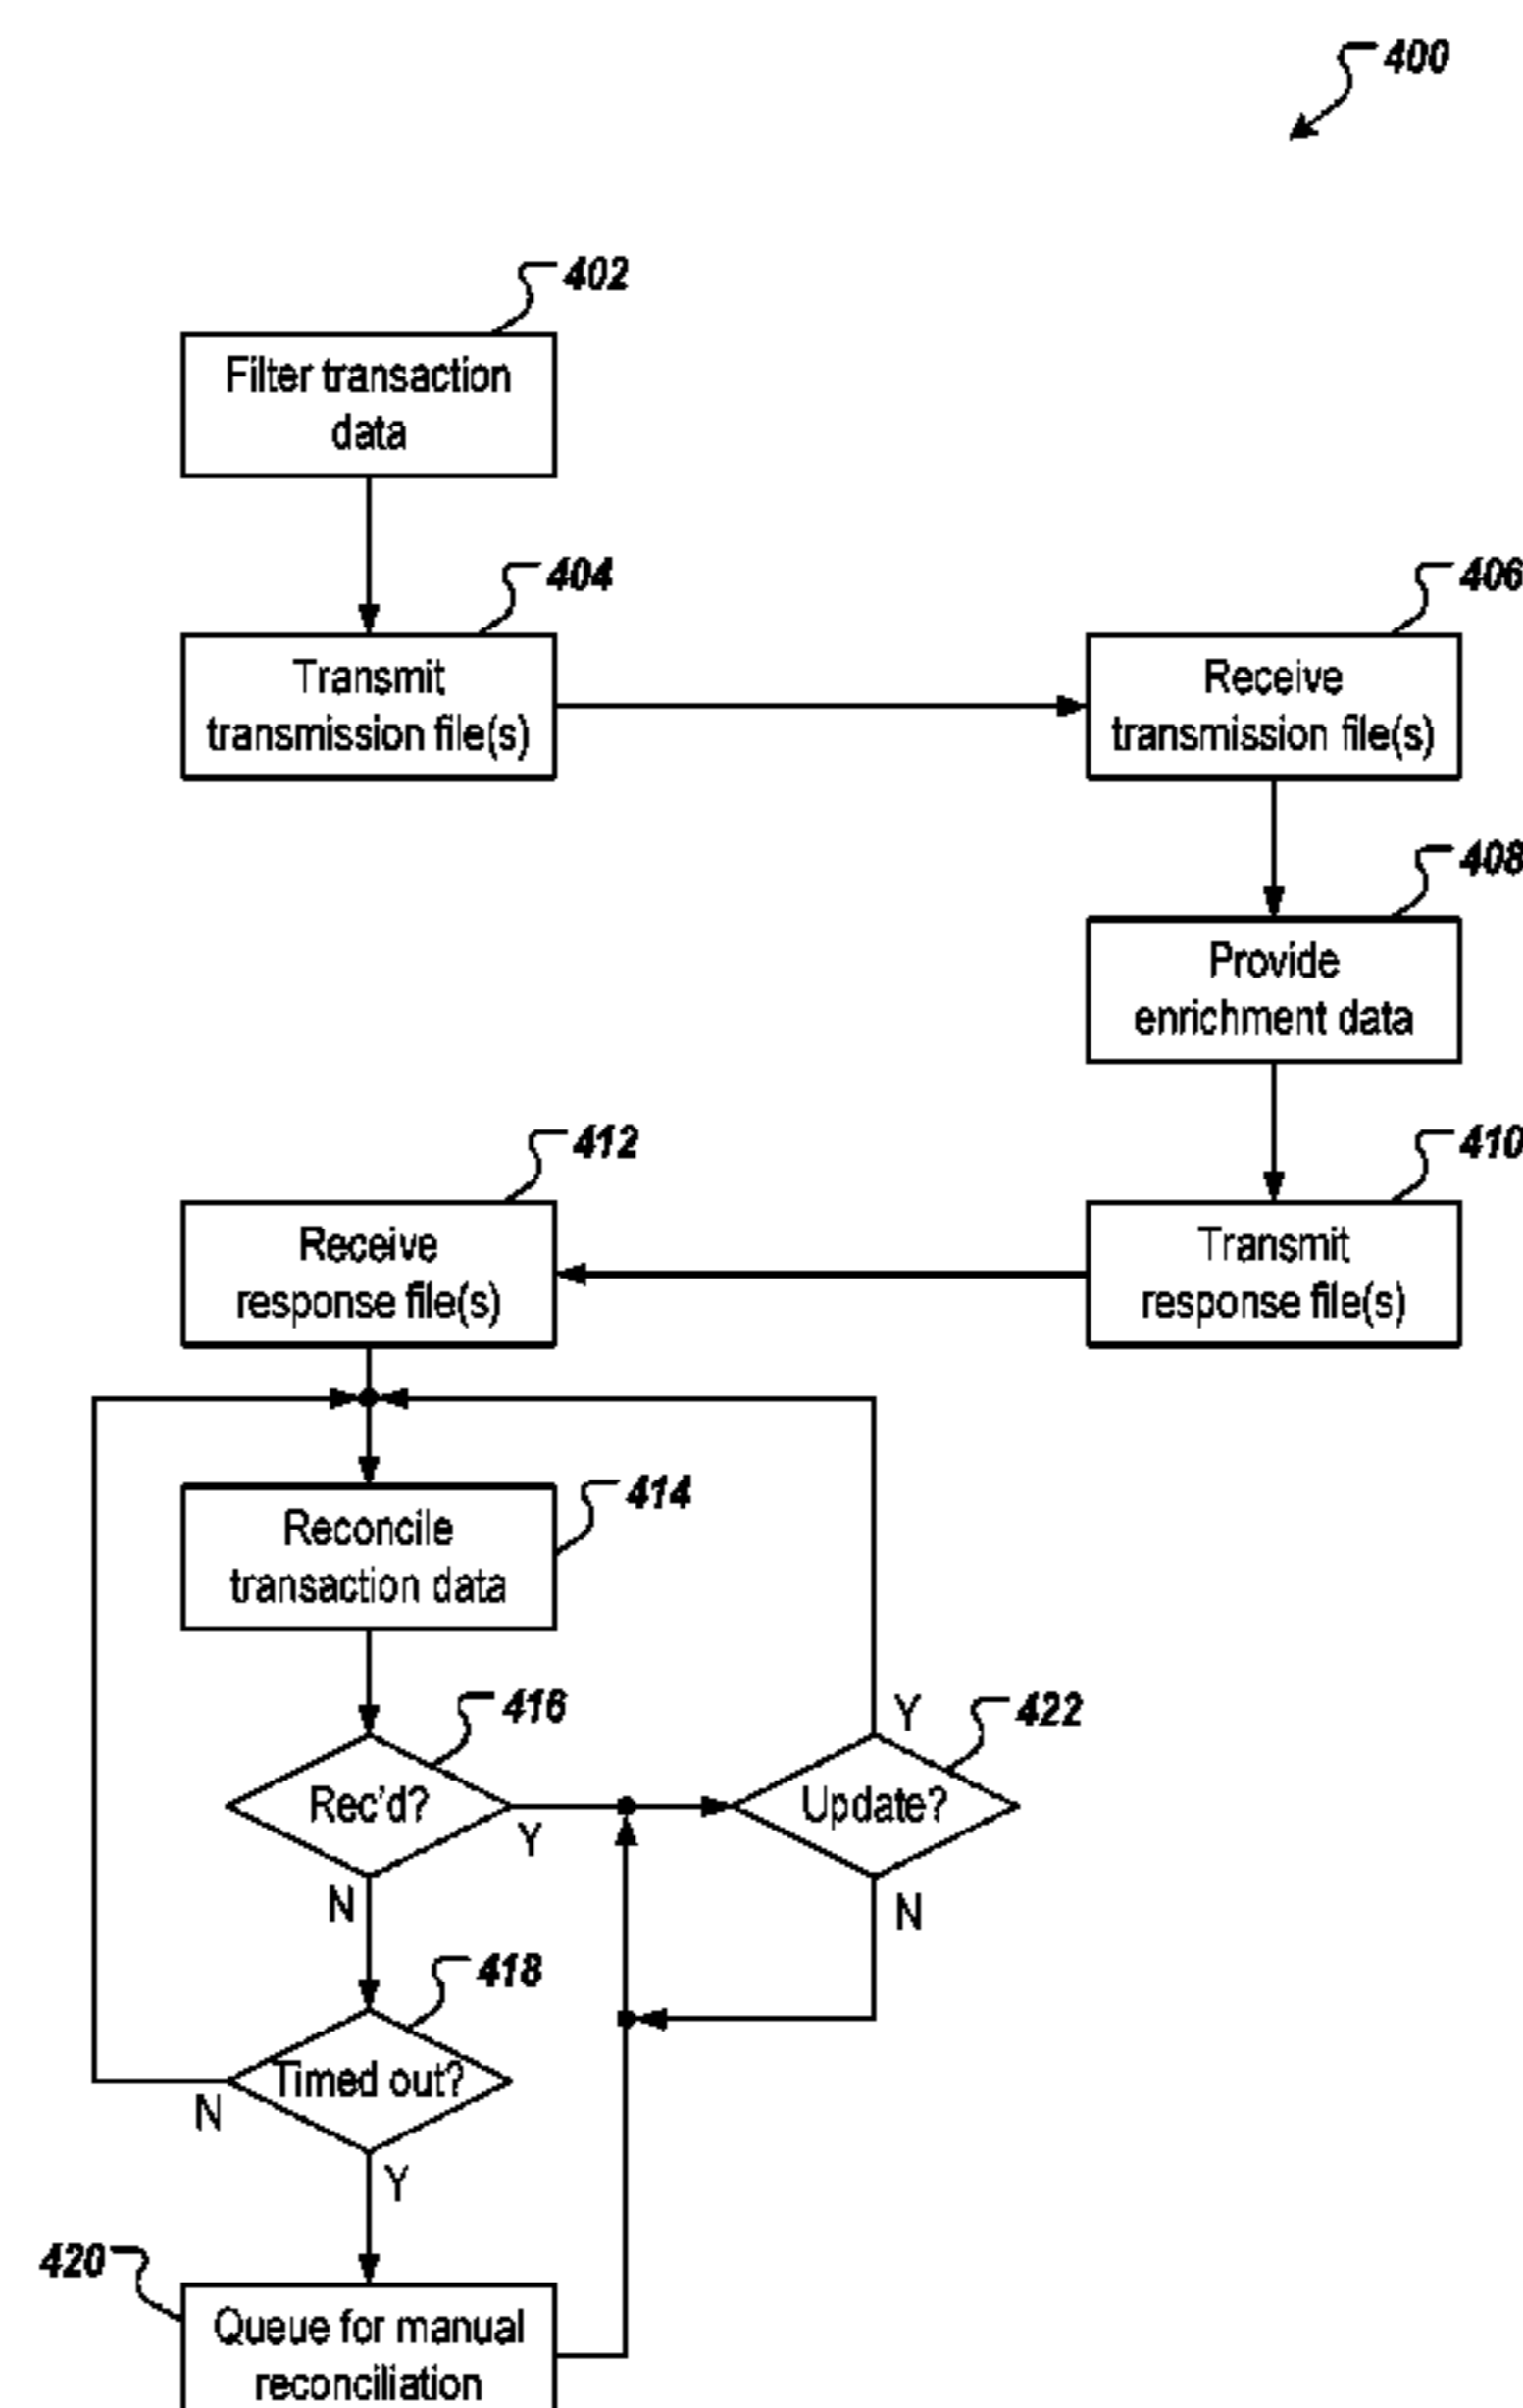 400
402
Filter transaction
data
404
Transmit
transmission file(s)
406
Receive
transmission file(s)
408
Provide
enrichment data
410
Transmit
response file(s)
412
Receive
response file(s)
414
Reconcile
transaction data
416
Rec'd?
Y
N
422
Update?
Y
N
418
Timed out?
N
Y
420
Queue for manual
reconciliation